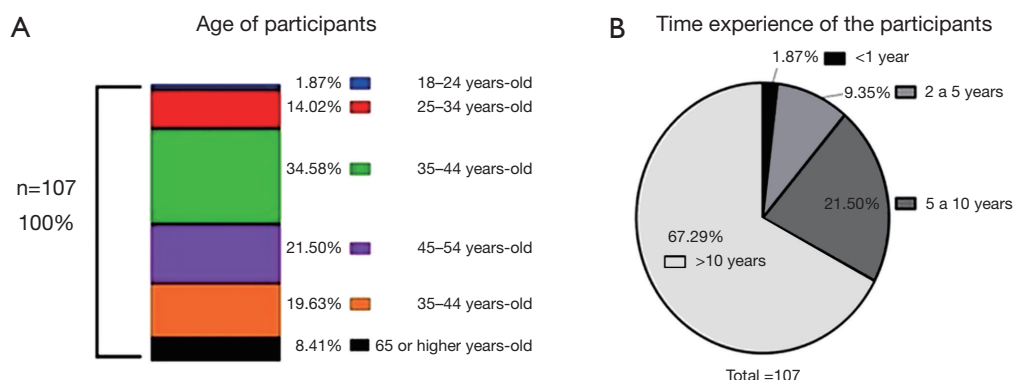 A
Age of participants
1.87% 18–24 years-old
14.02% 25–34 years-old
34.58% 35–44 years-old
n=107
100%
21.50% 45–54 years-old
19.63% 35–44 years-old
8.41% 65 or higher years-old
B
Time experience of the participants
1.87% <1 year
9.35% 2 a 5 years
21.50% 5 a 10 years
67.29%
>10 years
Total =107